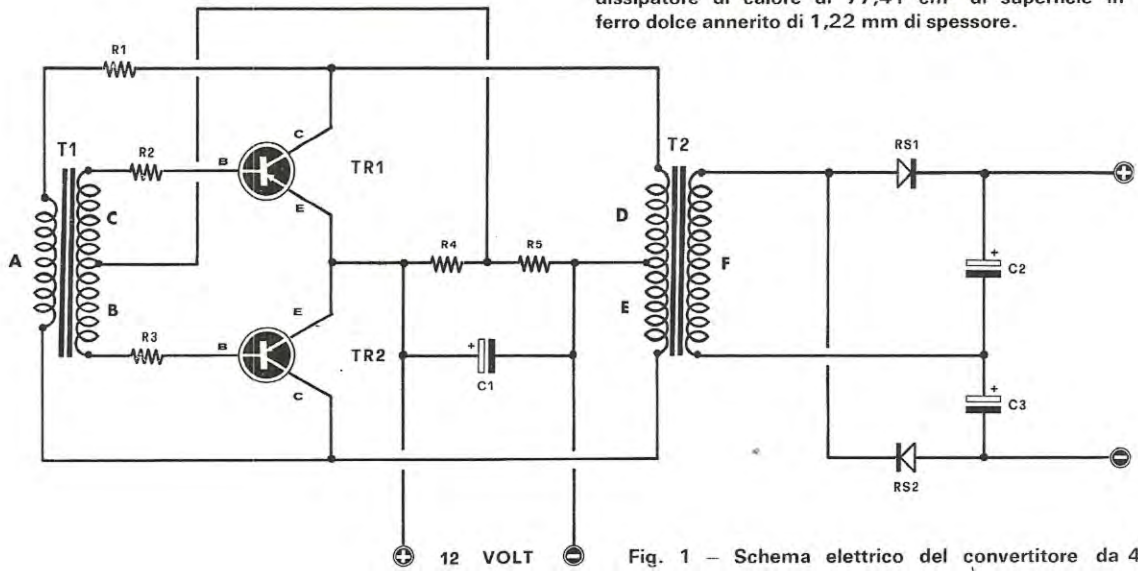 dissipatore di calore di 77,41 cm² di superficie in
ferro dolce annerito di 1,22 mm di spessore.
R1
T1
R2
C
B
C
TR1
E
A
B
R3
B
E
TR2
C
R4
R5
+
C1
T2
D
E
F
RS1
+
C2
+
C3
RS2
+
−
+ 12 VOLT −
Fig. 1 — Schema elettrico del convertitore da 4